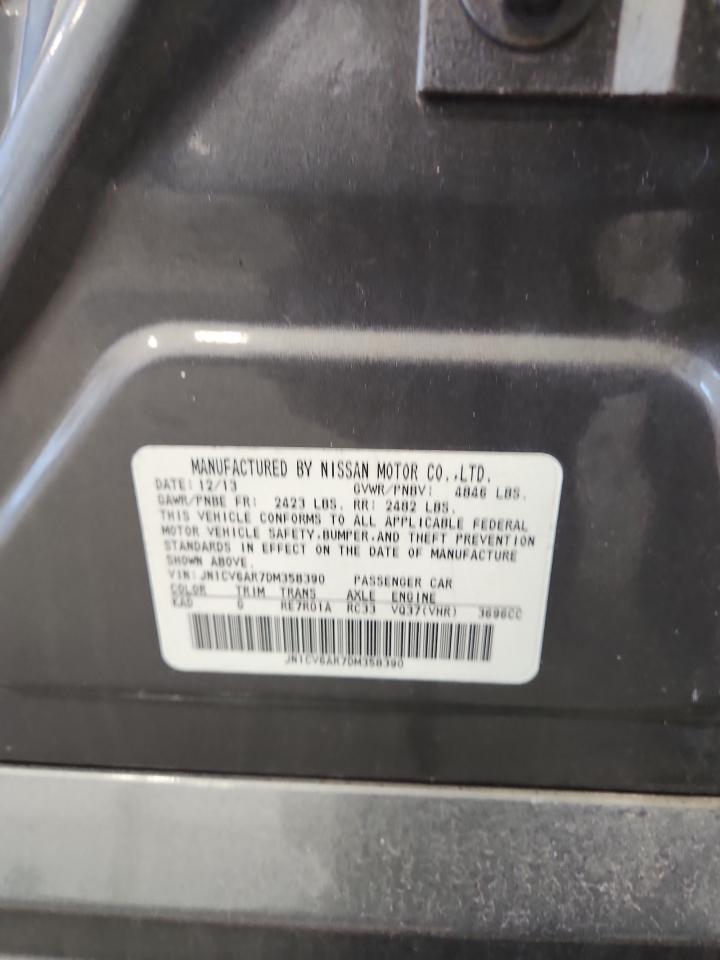 MANUFACTURED BY NISSAN MOTOR CO.,LTD.
DATE: 12/13 GVWR/PNBV: 4846 LBS.
GAWR/PNBE FR: 2423 LBS. RR: 2482 LBS.
THIS VEHICLE CONFORMS TO ALL APPLICABLE FEDERAL
MOTOR VEHICLE SAFETY,BUMPER,AND THEFT PREVENTION
STANDARDS IN EFFECT ON THE DATE OF MANUFACTURE
SHOWN ABOVE.
VIN: JN1CV6AR7DM358390 PASSENGER CAR
COLOR TRIM TRANS AXLE ENGINE
KAD G RE7R01A RC33 VQ37(VHR) 3696CC
JN1CV6AR7DM358390